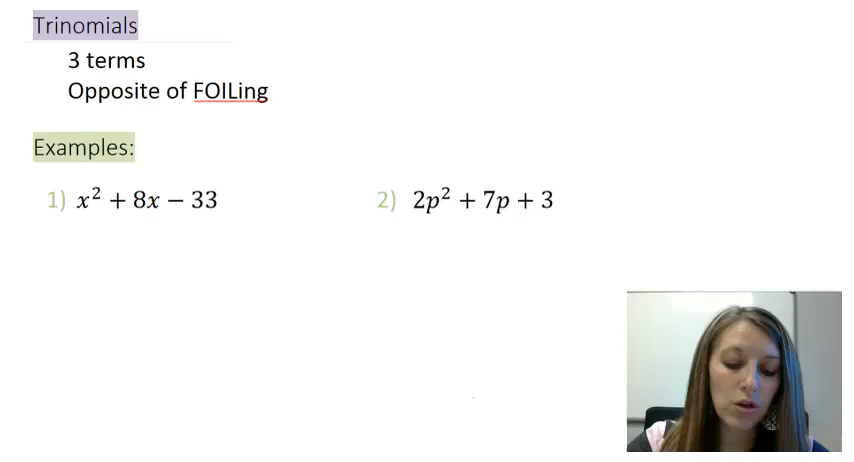 Trinomials
3 terms
Opposite of FOILing
Examples:
1) x² + 8x − 33
2) 2p² + 7p + 3